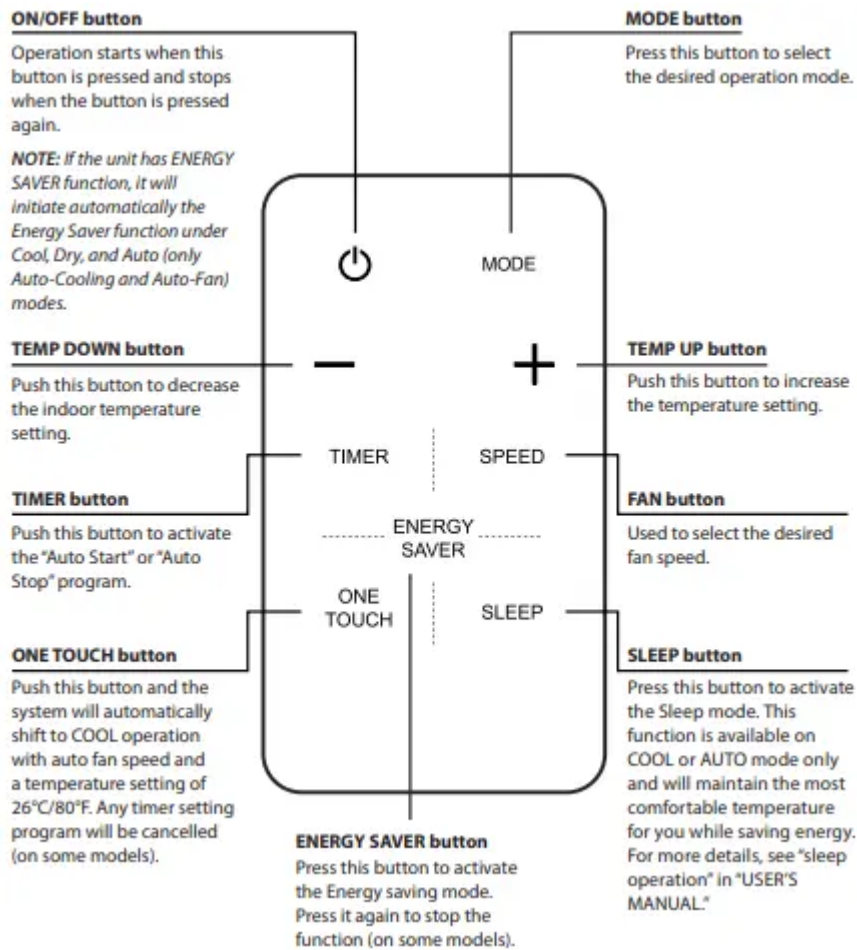 ON/OFF button
Operation starts when this
button is pressed and stops
when the button is pressed
again.
NOTE: If the unit has ENERGY
SAVER function, it will
initiate automatically the
Energy Saver function under
Cool, Dry, and Auto (only
Auto-Cooling and Auto-Fan)
modes.
MODE button
Press this button to select
the desired operation mode.
MODE
TEMP DOWN button
Push this button to decrease
the indoor temperature
setting.
TEMP UP button
Push this button to increase
the temperature setting.
− +
TIMER SPEED
ENERGY
SAVER
ONE
TOUCH
SLEEP
TIMER button
Push this button to activate
the "Auto Start" or "Auto
Stop" program.
FAN button
Used to select the desired
fan speed.
ONE TOUCH button
Push this button and the
system will automatically
shift to COOL operation
with auto fan speed and
a temperature setting of
26°C/80°F. Any timer setting
program will be cancelled
(on some models).
SLEEP button
Press this button to activate
the Sleep mode. This
function is available on
COOL or AUTO mode only
and will maintain the most
comfortable temperature
for you while saving energy.
For more details, see "sleep
operation" in "USER'S
MANUAL."
ENERGY SAVER button
Press this button to activate
the Energy saving mode.
Press it again to stop the
function (on some models).